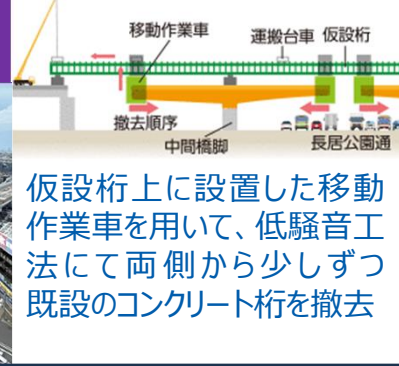 移動作業車
運搬台車 仮設桁
撤去順序
中間橋脚
長居公園通
仮設桁上に設置した移動
作業車を用いて、低騒音工
法にて両側から少しずつ
既設のコンクリート桁を撤去